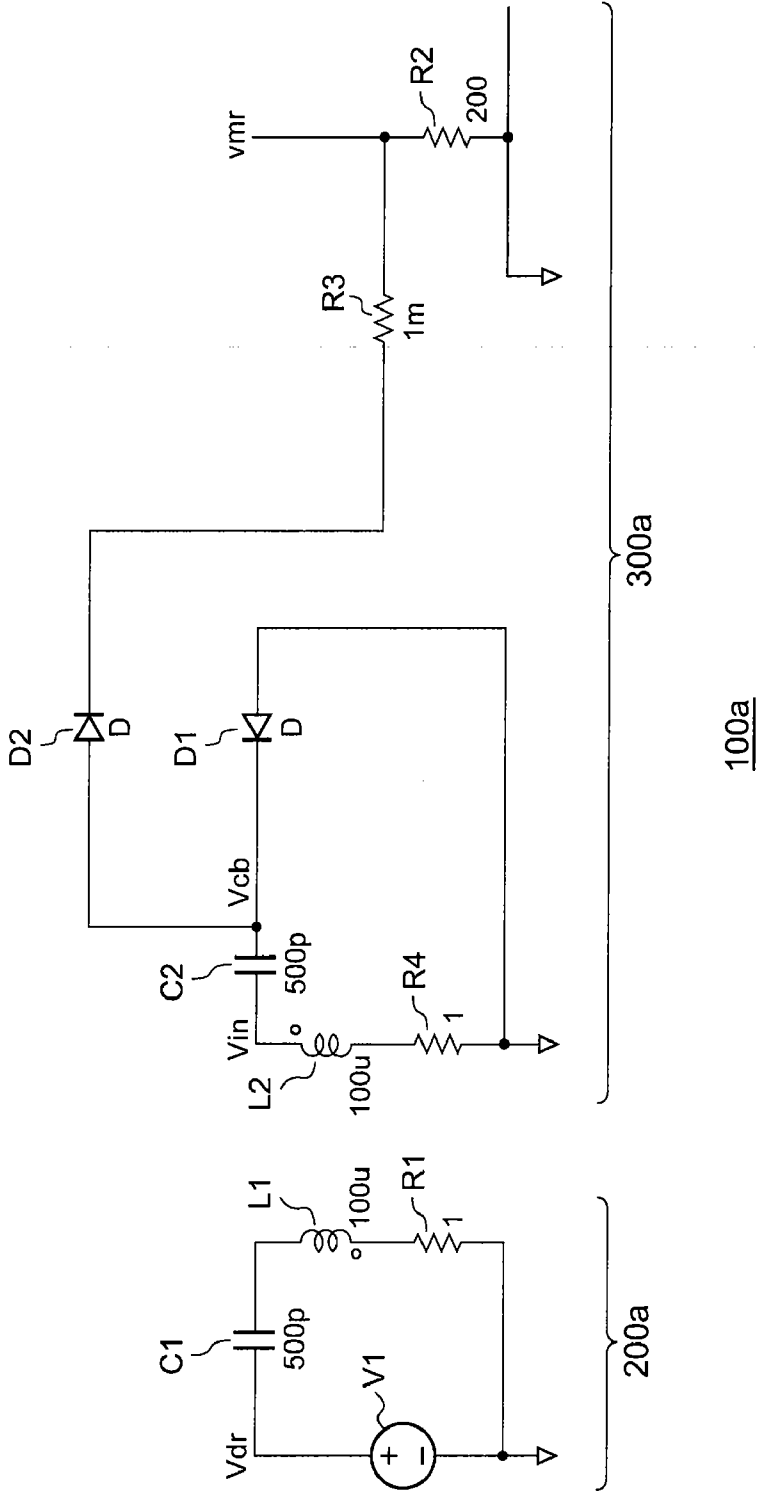 Vdr
V1
C1
500p
L1
100u
R1
1
200a
Vin
L2
100u
C2
500p
R4
1
Vcb
D2
D
D1
D
R3
1m
vmr
R2
200
300a
100a
+
−